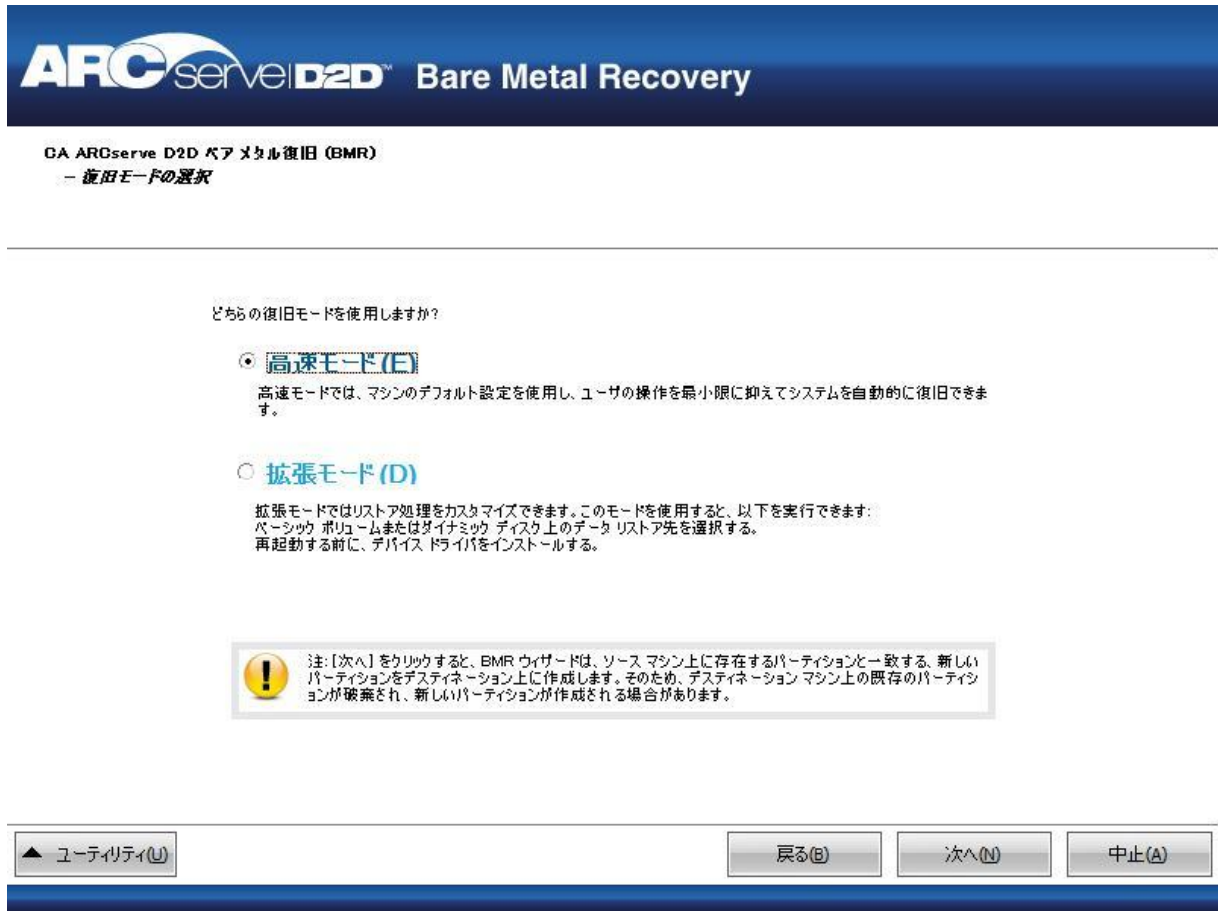 ARCserve D2D™ Bare Metal Recovery
CA ARCserve D2D ベア メタル復旧 (BMR)
– 復旧モードの選択
どちらの復旧モードを使用しますか?
高速モード(E)
高速モードでは、マシンのデフォルト設定を使用し、ユーザの操作を最小限に抑えてシステムを自動的に復旧できま
す。
拡張モード(D)
拡張モードではリストア処理をカスタマイズできます。このモードを使用すると、以下を実行できます:
ベーシック ボリュームまたはダイナミック ディスク上のデータ リストア先を選択する。
再起動する前に、デバイス ドライバをインストールする。
注: [次へ] をクリックすると、BMR ウィザードは、ソース マシン上に存在するパーティションと一致する、新しい
パーティションをデスティネーション上に作成します。そのため、デスティネーション マシン上の既存のパーティシ
ョンが破棄され、新しいパーティションが作成される場合があります。
▲ ユーティリティ(U)
戻る(B)
次へ(N)
中止(A)